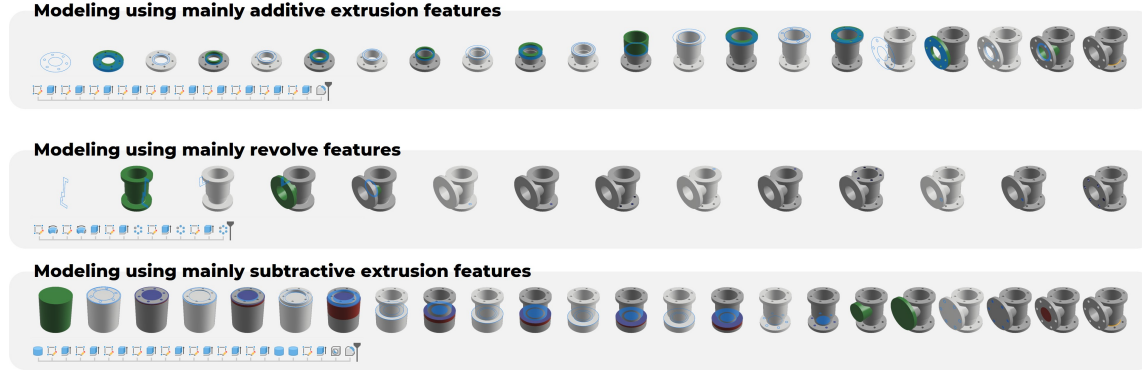 Modeling using mainly additive extrusion features
Modeling using mainly revolve features
Modeling using mainly subtractive extrusion features